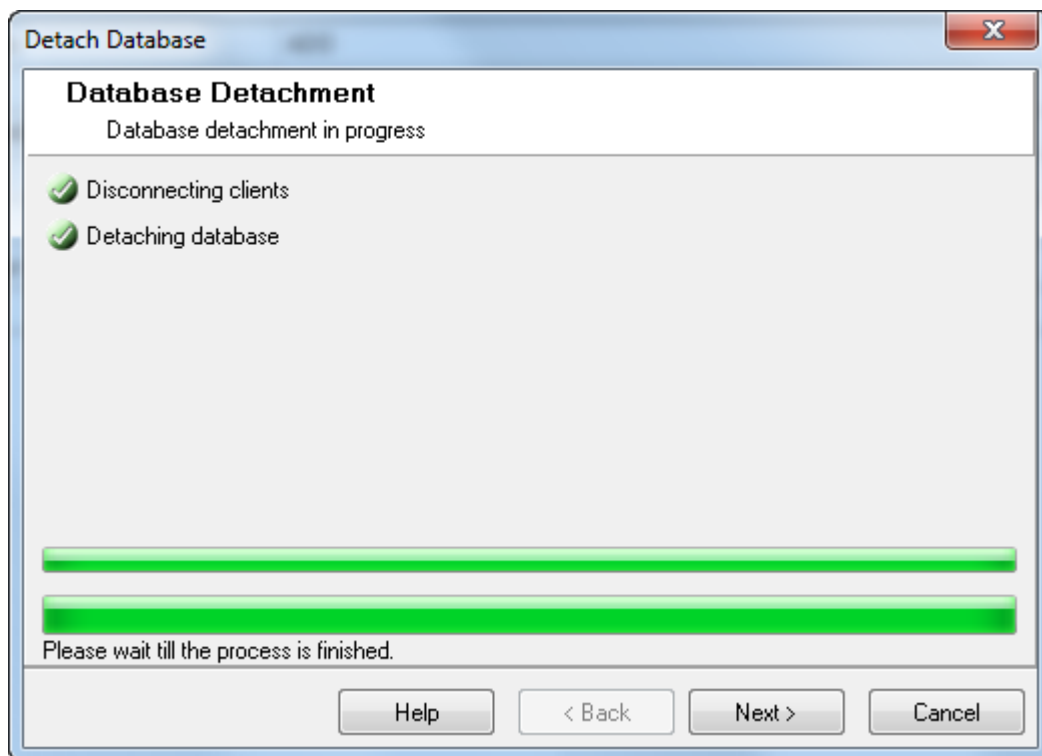 Detach Database
Database Detachment
Database detachment in progress
Disconnecting clients
Detaching database
Please wait till the process is finished.
Help
< Back
Next >
Cancel